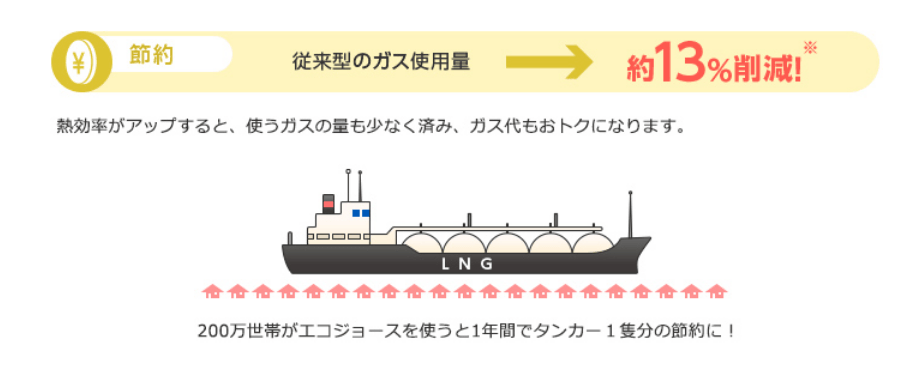 ¥ 節約 従来型のガス使用量 約13%削減!※
熱効率がアップすると、使うガスの量も少なく済み、ガス代もおトクになります。
LNG
200万世帯がエコジョースを使うと1年間でタンカー1隻分の節約に！